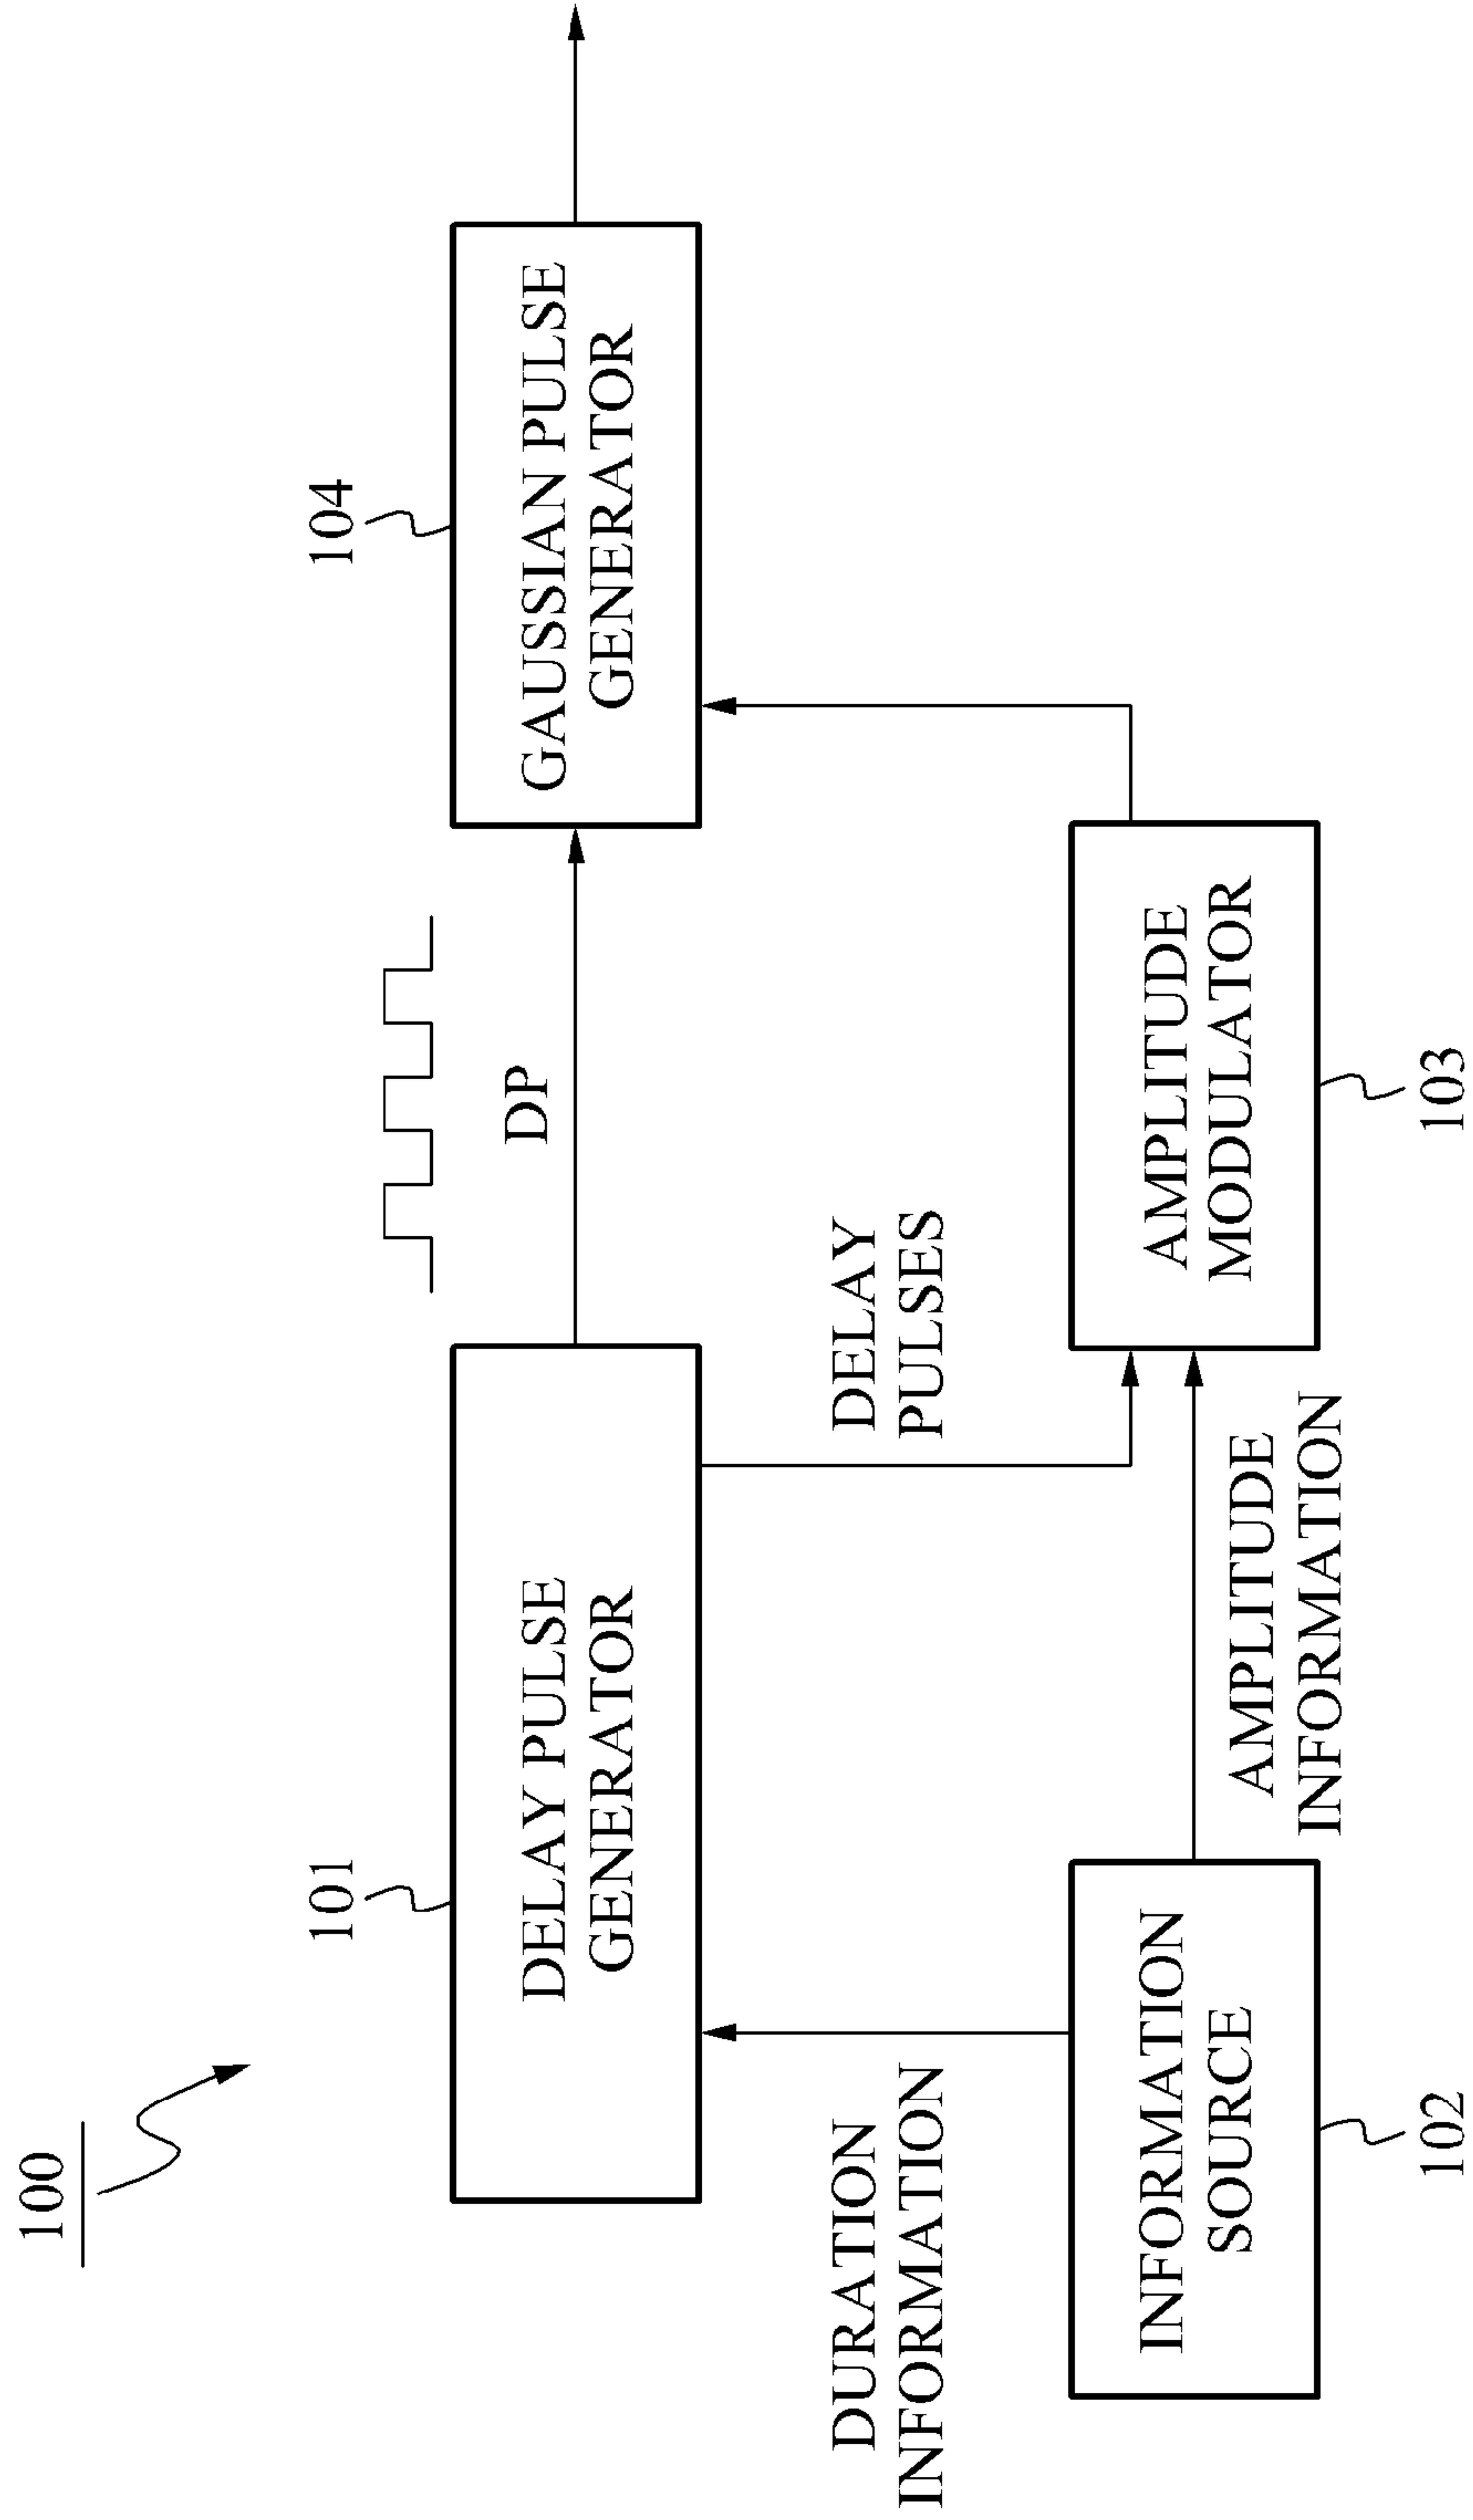 100
101
DELAY PULSE
GENERATOR
DP
104
GAUSSIAN PULSE
GENERATOR
DURATION
INFORMATION
DELAY
PULSES
INFORMATION
SOURCE
102
AMPLITUDE
INFORMATION
AMPLITUDE
MODULATOR
103